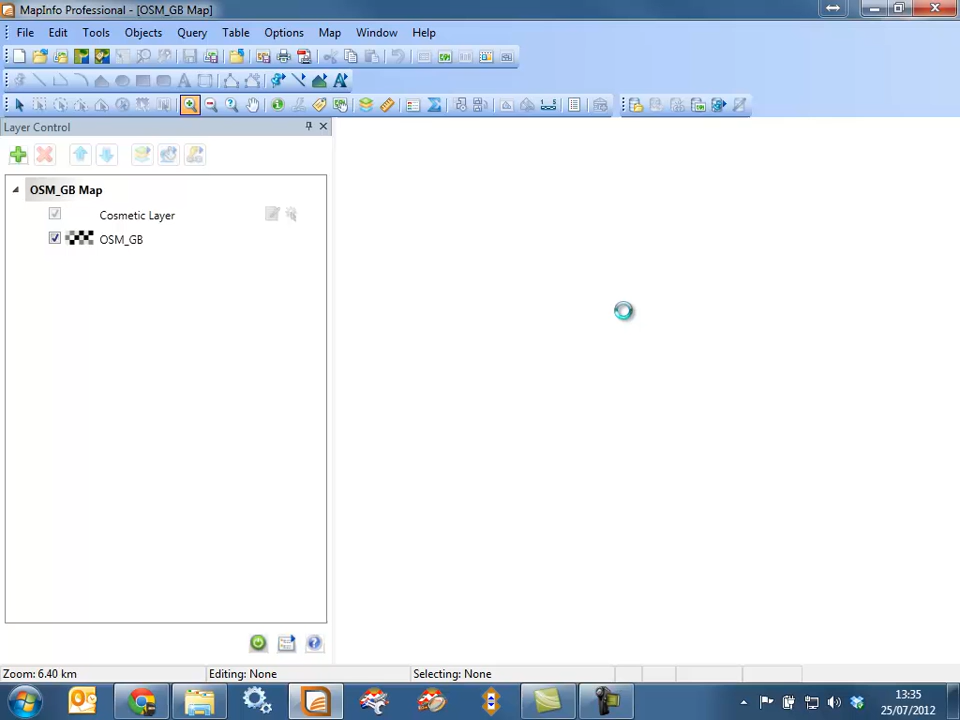 MapInfo Professional - [OSM_GB Map]
File Edit Tools Objects Query Table Options Map Window Help
Layer Control
OSM_GB Map
Cosmetic Layer
OSM_GB
Zoom: 6.40 km Editing: None Selecting: None
13:35
25/07/2012